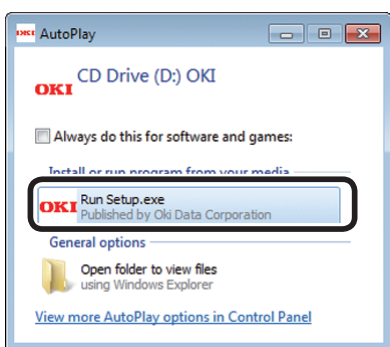 OKI AutoPlay
OKI CD Drive (D:) OKI
Always do this for software and games:
Install or run program from your media
OKI Run Setup.exe
Published by Oki Data Corporation
General options
Open folder to view files
using Windows Explorer
View more AutoPlay options in Control Panel